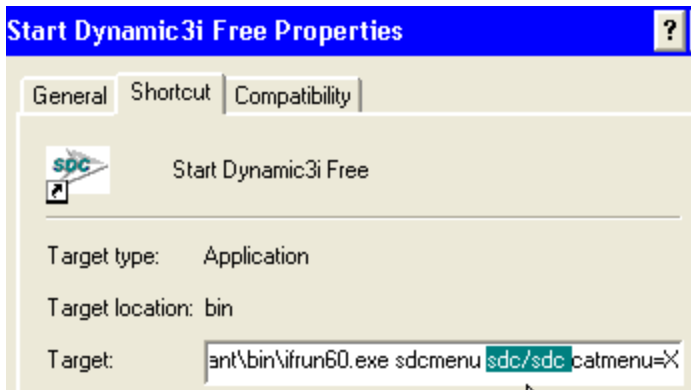 Start Dynamic3i Free Properties ?
General Shortcut Compatibility
SDC Start Dynamic3i Free
Target type: Application
Target location: bin
Target: ant\bin\ifrun60.exe sdcmenu sdc/sdc catmenu=X